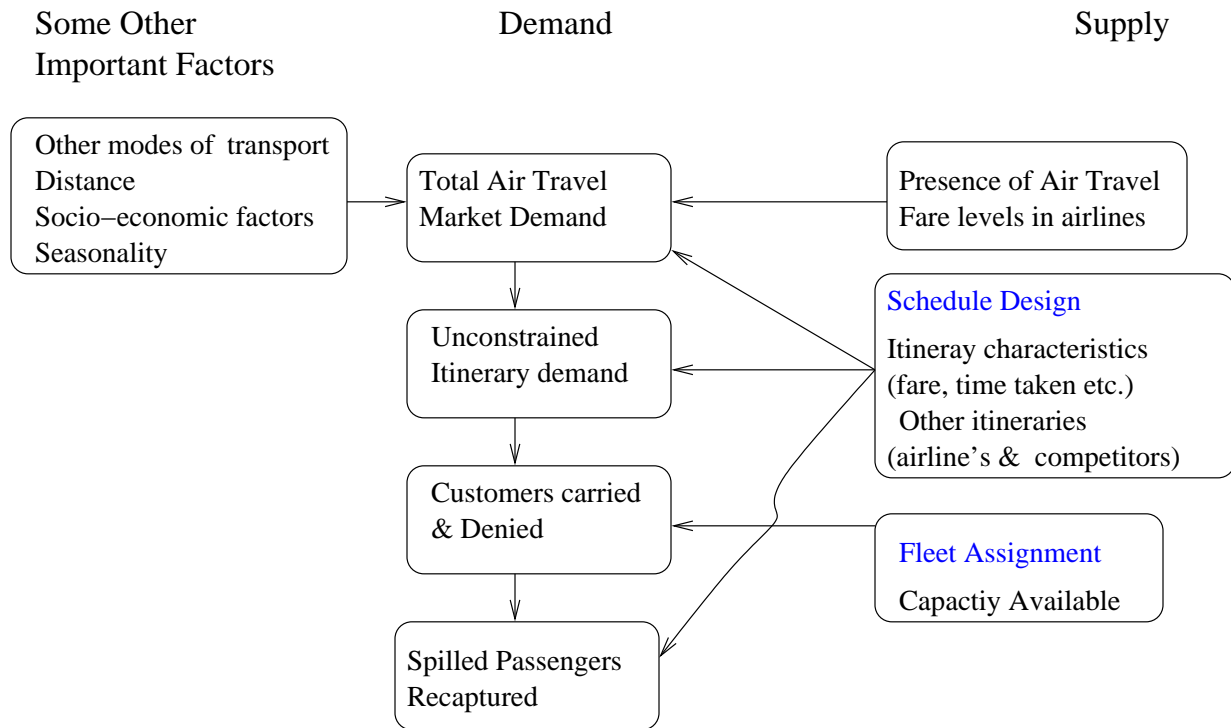 Some Other
Important Factors
Demand
Supply
Other modes of transport
Distance
Socio−economic factors
Seasonality
Total Air Travel
Market Demand
Presence of Air Travel
Fare levels in airlines
Unconstrained
Itinerary demand
Schedule Design
Itineray characteristics
(fare, time taken etc.)
Other itineraries
(airline's & competitors)
Customers carried
& Denied
Fleet Assignment
Capactiy Available
Spilled Passengers
Recaptured